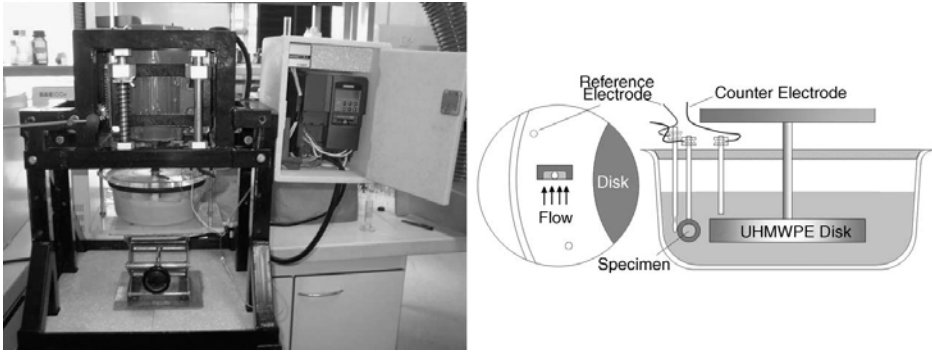 Reference
Electrode
Counter Electrode
Disk
Flow
UHMWPE Disk
Specimen